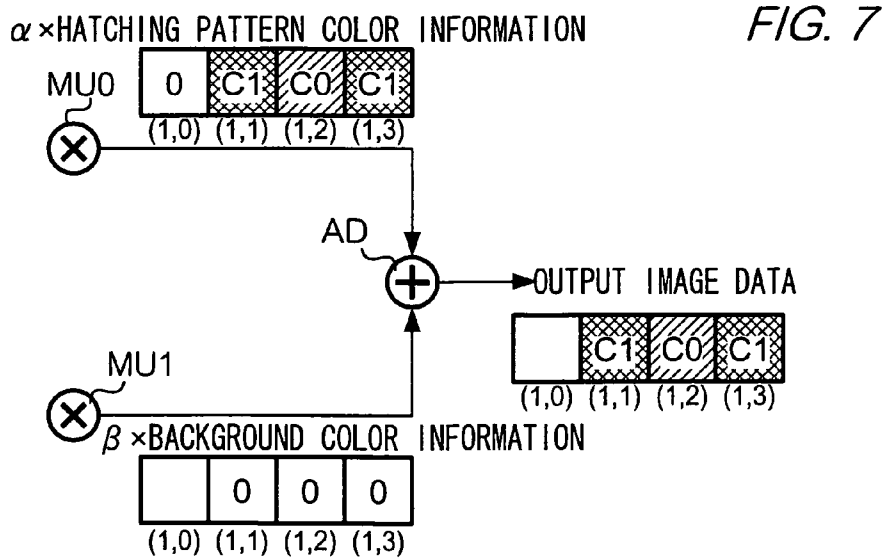 FIG. 7
α×HATCHING PATTERN COLOR INFORMATION
MU0
0 C1 C0 C1
(1,0) (1,1) (1,2) (1,3)
AD
OUTPUT IMAGE DATA
C1 C0 C1
(1,0) (1,1) (1,2) (1,3)
MU1
β×BACKGROUND COLOR INFORMATION
0 0 0
(1,0) (1,1) (1,2) (1,3)